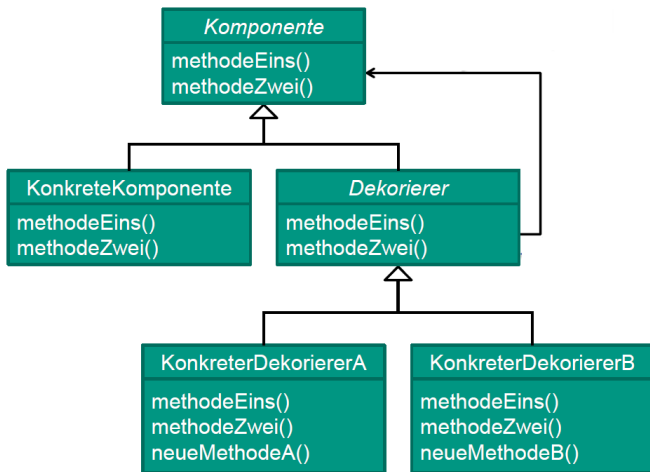 Komponente
methodeEins()
methodeZwei()
KonkreteKomponente
methodeEins()
methodeZwei()
Dekorierer
methodeEins()
methodeZwei()
KonkreterDekoriererA
methodeEins()
methodeZwei()
neueMethodeA()
KonkreterDekoriererB
methodeEins()
methodeZwei()
neueMethodeB()